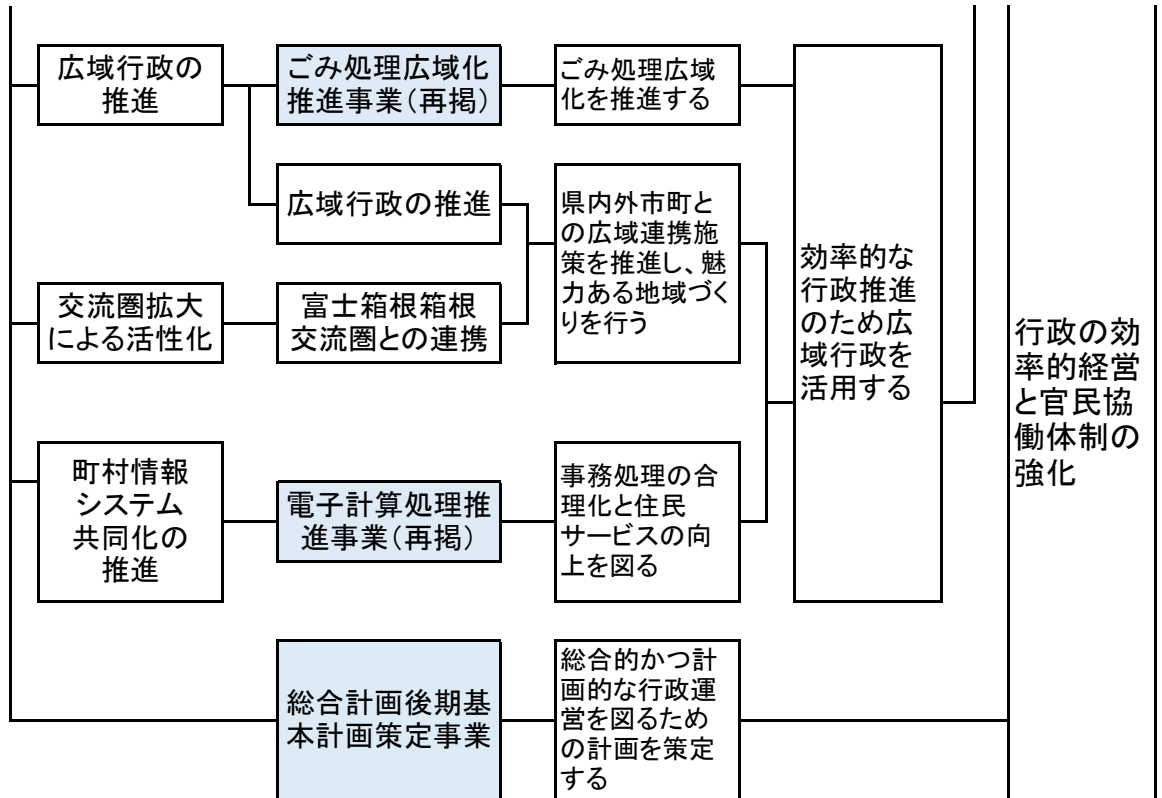 広域行政の
推進
ごみ処理広域化
推進事業(再掲)
ごみ処理広域
化を推進する
広域行政の推進
県内外市町と
の広域連携施
策を推進し、魅
力ある地域づく
りを行う
交流圏拡大
による活性化
富士箱根箱根
交流圏との連携
町村情報
システム
共同化の
推進
電子計算処理推
進事業(再掲)
事務処理の合
理化と住民
サービスの向
上を図る
効率的な
行政推進
のため広
域行政を
活用する
総合計画後期基
本計画策定事業
総合的かつ計
画的な行政運
営を図るため
の計画を策定
する
行政の効
率的経営
と官民協
働体制の
強化